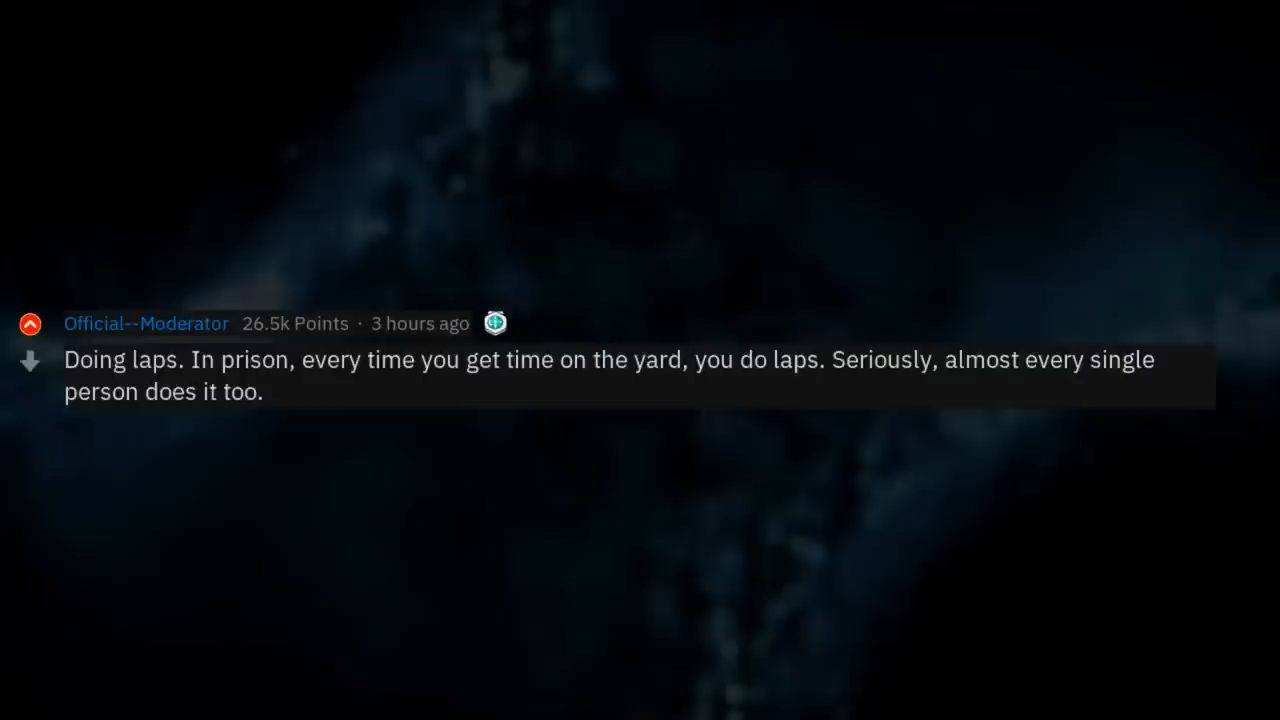 Official--Moderator 26.5k Points · 3 hours ago
Doing laps. In prison, every time you get time on the yard, you do laps. Seriously, almost every single
person does it too.